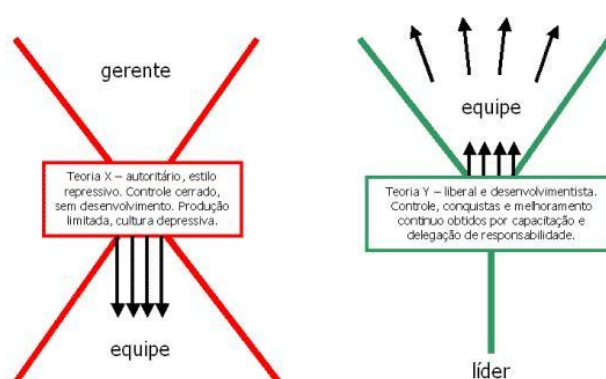 gerente
Teoria X – autoritário, estilo
repressivo. Controle cerrado,
sem desenvolvimento. Produção
limitada, cultura depressiva.
equipe
equipe
Teoria Y – liberal e desenvolvimentista.
Controle, conquistas e melhoramento
continuo obtidos por capacitação e
delegação de responsabilidade.
líder